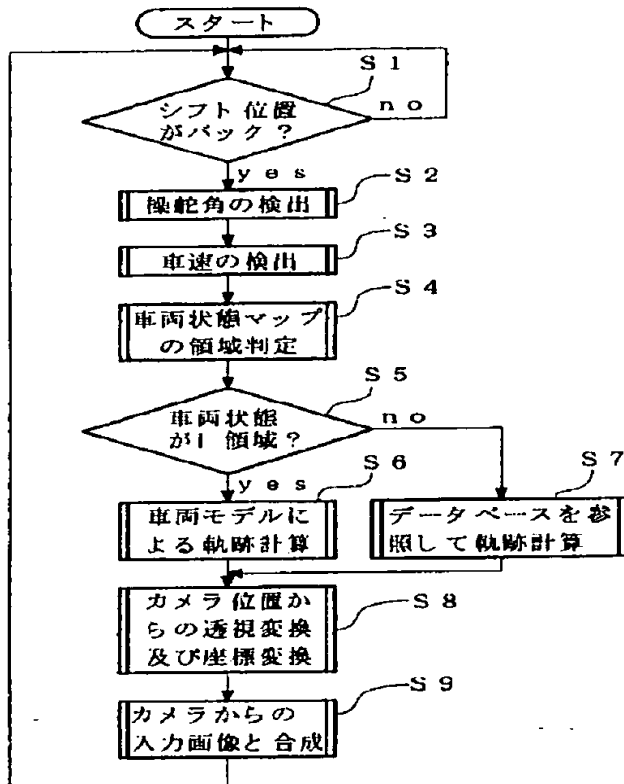 スタート
S1
シフト位置
がバック?
no
yes
S2
操舵角の検出
S3
車速の検出
S4
車両状態マップ
の領域判定
S5
車両状態
がI領域?
no
yes
S6
車両モデルに
よる軌跡計算
S7
データベースを参
照して軌跡計算
S8
カメラ位置か
らの透視変換
及び座標変換
S9
カメラからの
入力画像と合成